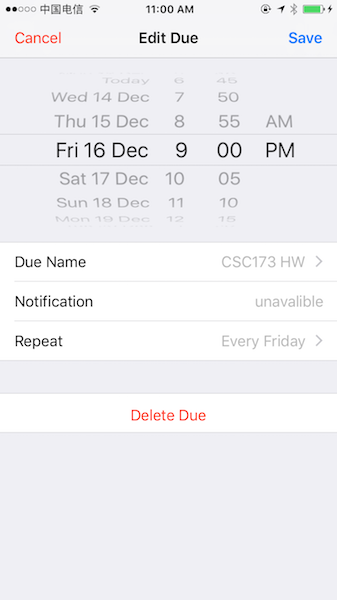 中国电信 11:00 AM
Cancel Edit Due Save
Today 6 45
Wed 14 Dec 7 50
Thu 15 Dec 8 55 AM
Fri 16 Dec 9 00 PM
Sat 17 Dec 10 05
Sun 18 Dec 11 10
Mon 19 Dec 12 15
Due Name CSC173 HW
Notification unavalible
Repeat Every Friday
Delete Due